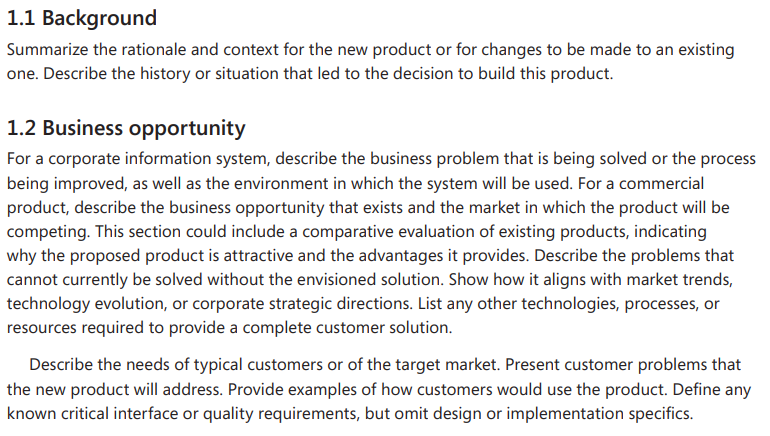 1.1 Background
Summarize the rationale and context for the new product or for changes to be made to an existing
one. Describe the history or situation that led to the decision to build this product.
1.2 Business opportunity
For a corporate information system, describe the business problem that is being solved or the process
being improved, as well as the environment in which the system will be used. For a commercial
product, describe the business opportunity that exists and the market in which the product will be
competing. This section could include a comparative evaluation of existing products, indicating
why the proposed product is attractive and the advantages it provides. Describe the problems that
cannot currently be solved without the envisioned solution. Show how it aligns with market trends,
technology evolution, or corporate strategic directions. List any other technologies, processes, or
resources required to provide a complete customer solution.
Describe the needs of typical customers or of the target market. Present customer problems that
the new product will address. Provide examples of how customers would use the product. Define any
known critical interface or quality requirements, but omit design or implementation specifics.